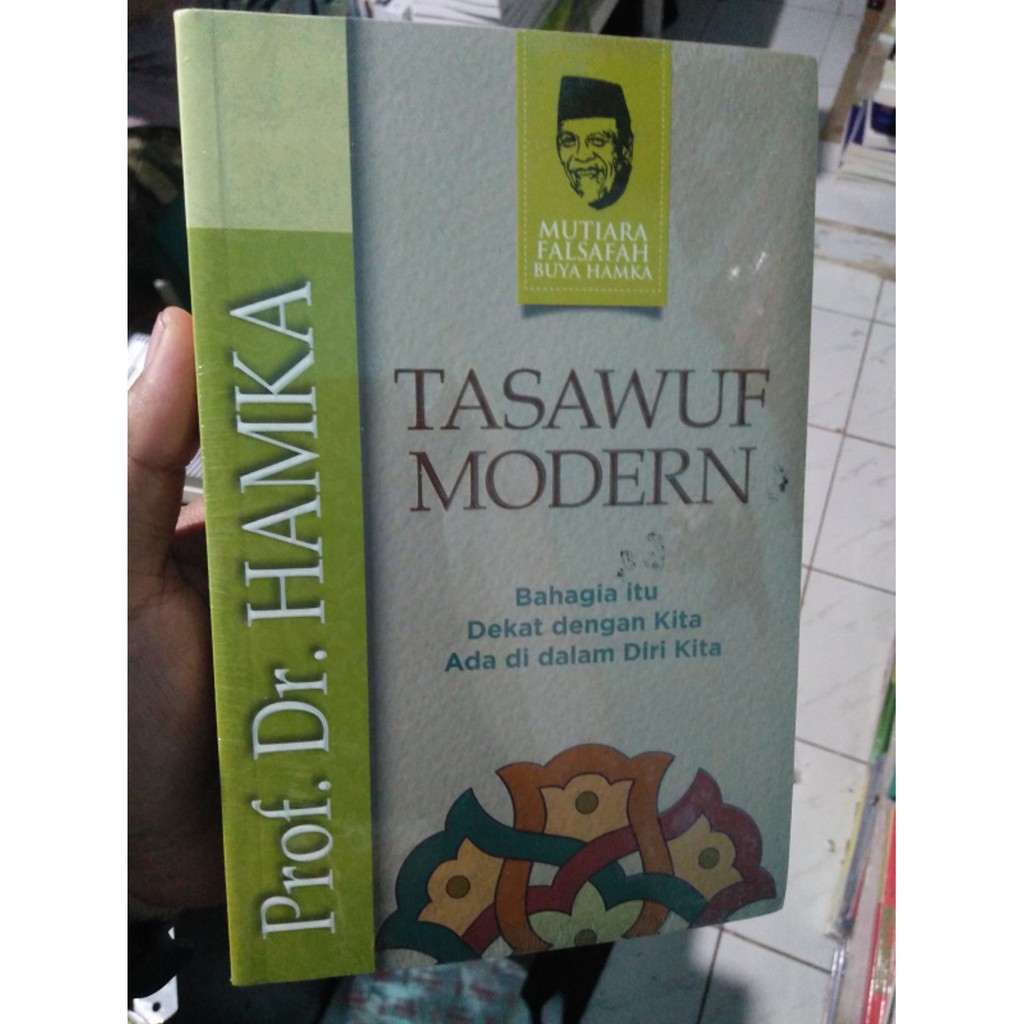 Prof. Dr. HAMKA
MUTIARA
FALSAFAH
BUYA HAMKA
TASAWUF
MODERN
Bahagia itu
Dekat dengan Kita
Ada di dalam Diri Kita